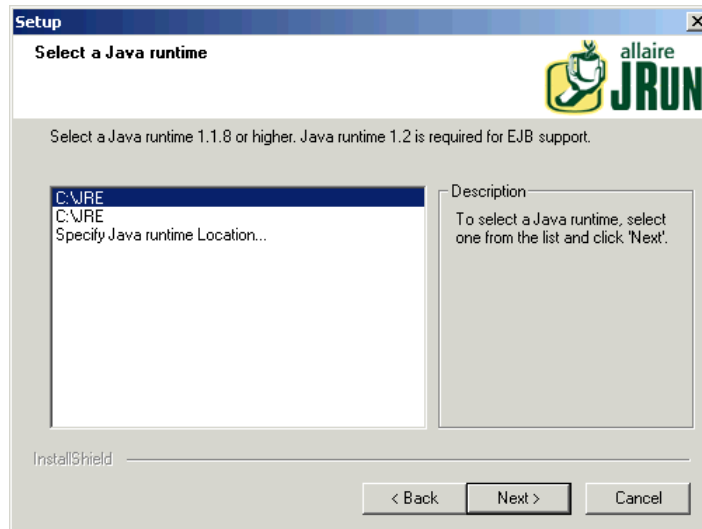 Setup
Select a Java runtime
allaire
JRUN
Select a Java runtime 1.1.8 or higher. Java runtime 1.2 is required for EJB support.
C:\JRE
C:\JRE
Specify Java runtime Location...
Description
To select a Java runtime, select
one from the list and click 'Next'.
InstallShield
< Back
Next >
Cancel